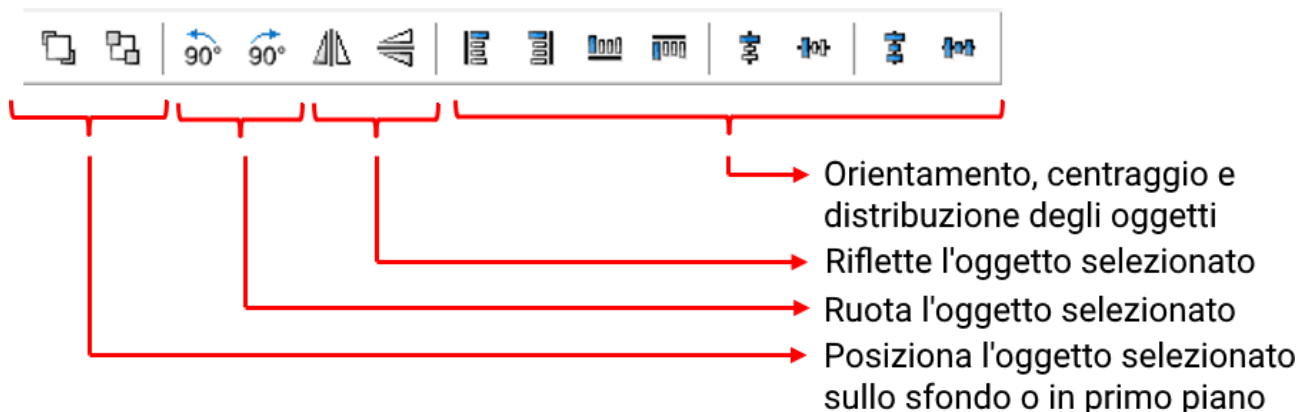 90° 90°
Orientamento, centraggio e
distribuzione degli oggetti
Riflette l'oggetto selezionato
Ruota l'oggetto selezionato
Posiziona l'oggetto selezionato
sullo sfondo o in primo piano